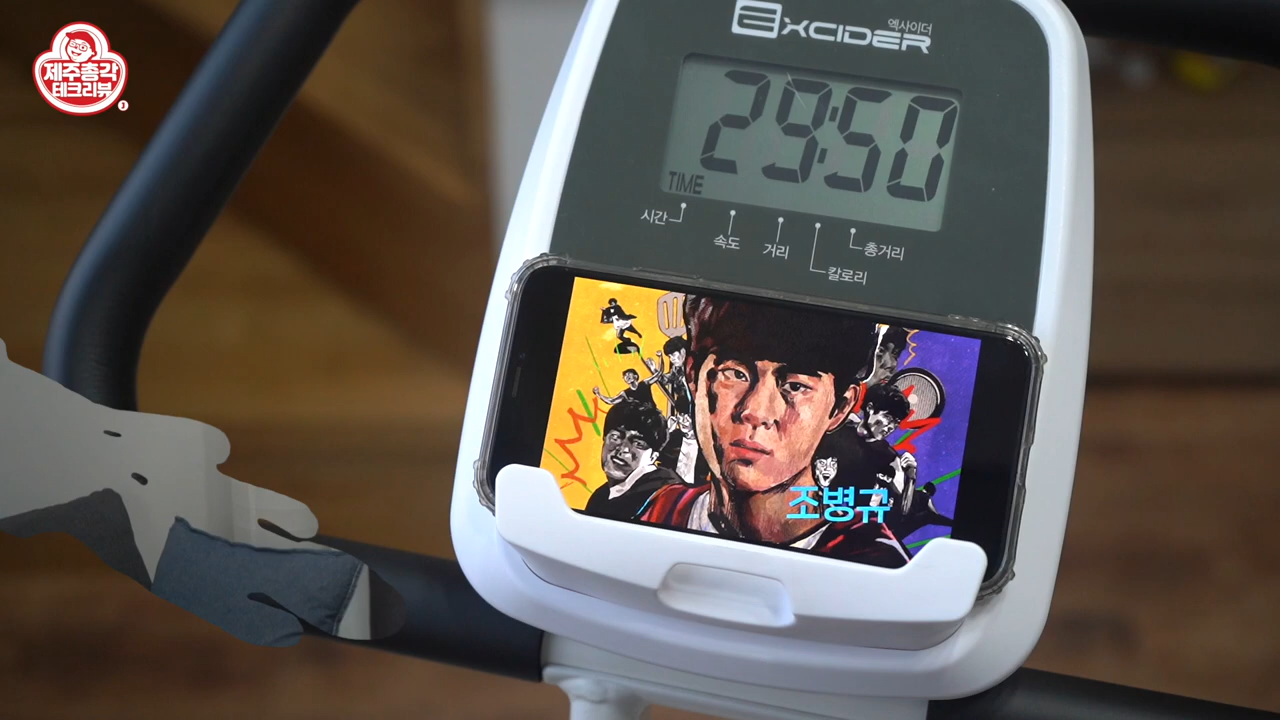 제주총각
테크리뷰
엑사이더
EXCIDER
29:50
TIME
시간
속도
거리
칼로리
총거리
조병규